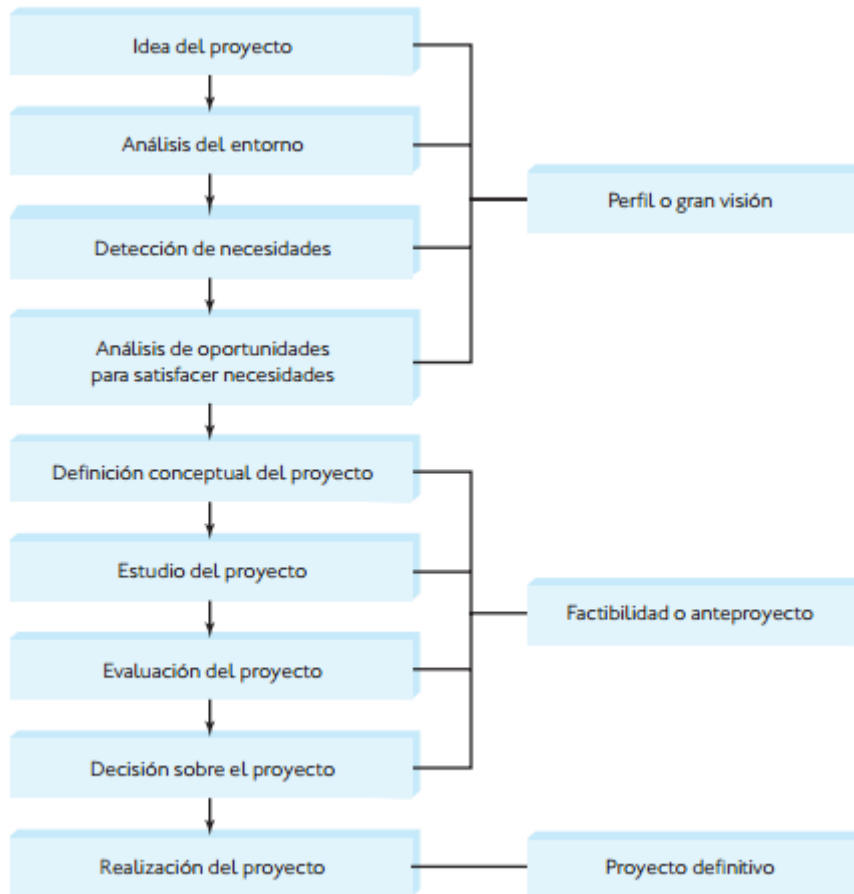 Idea del proyecto
Análisis del entorno
Detección de necesidades
Análisis de oportunidades
para satisfacer necesidades
Perfil o gran visión
Definición conceptual del proyecto
Estudio del proyecto
Evaluación del proyecto
Decisión sobre el proyecto
Factibilidad o anteproyecto
Realización del proyecto
Proyecto definitivo